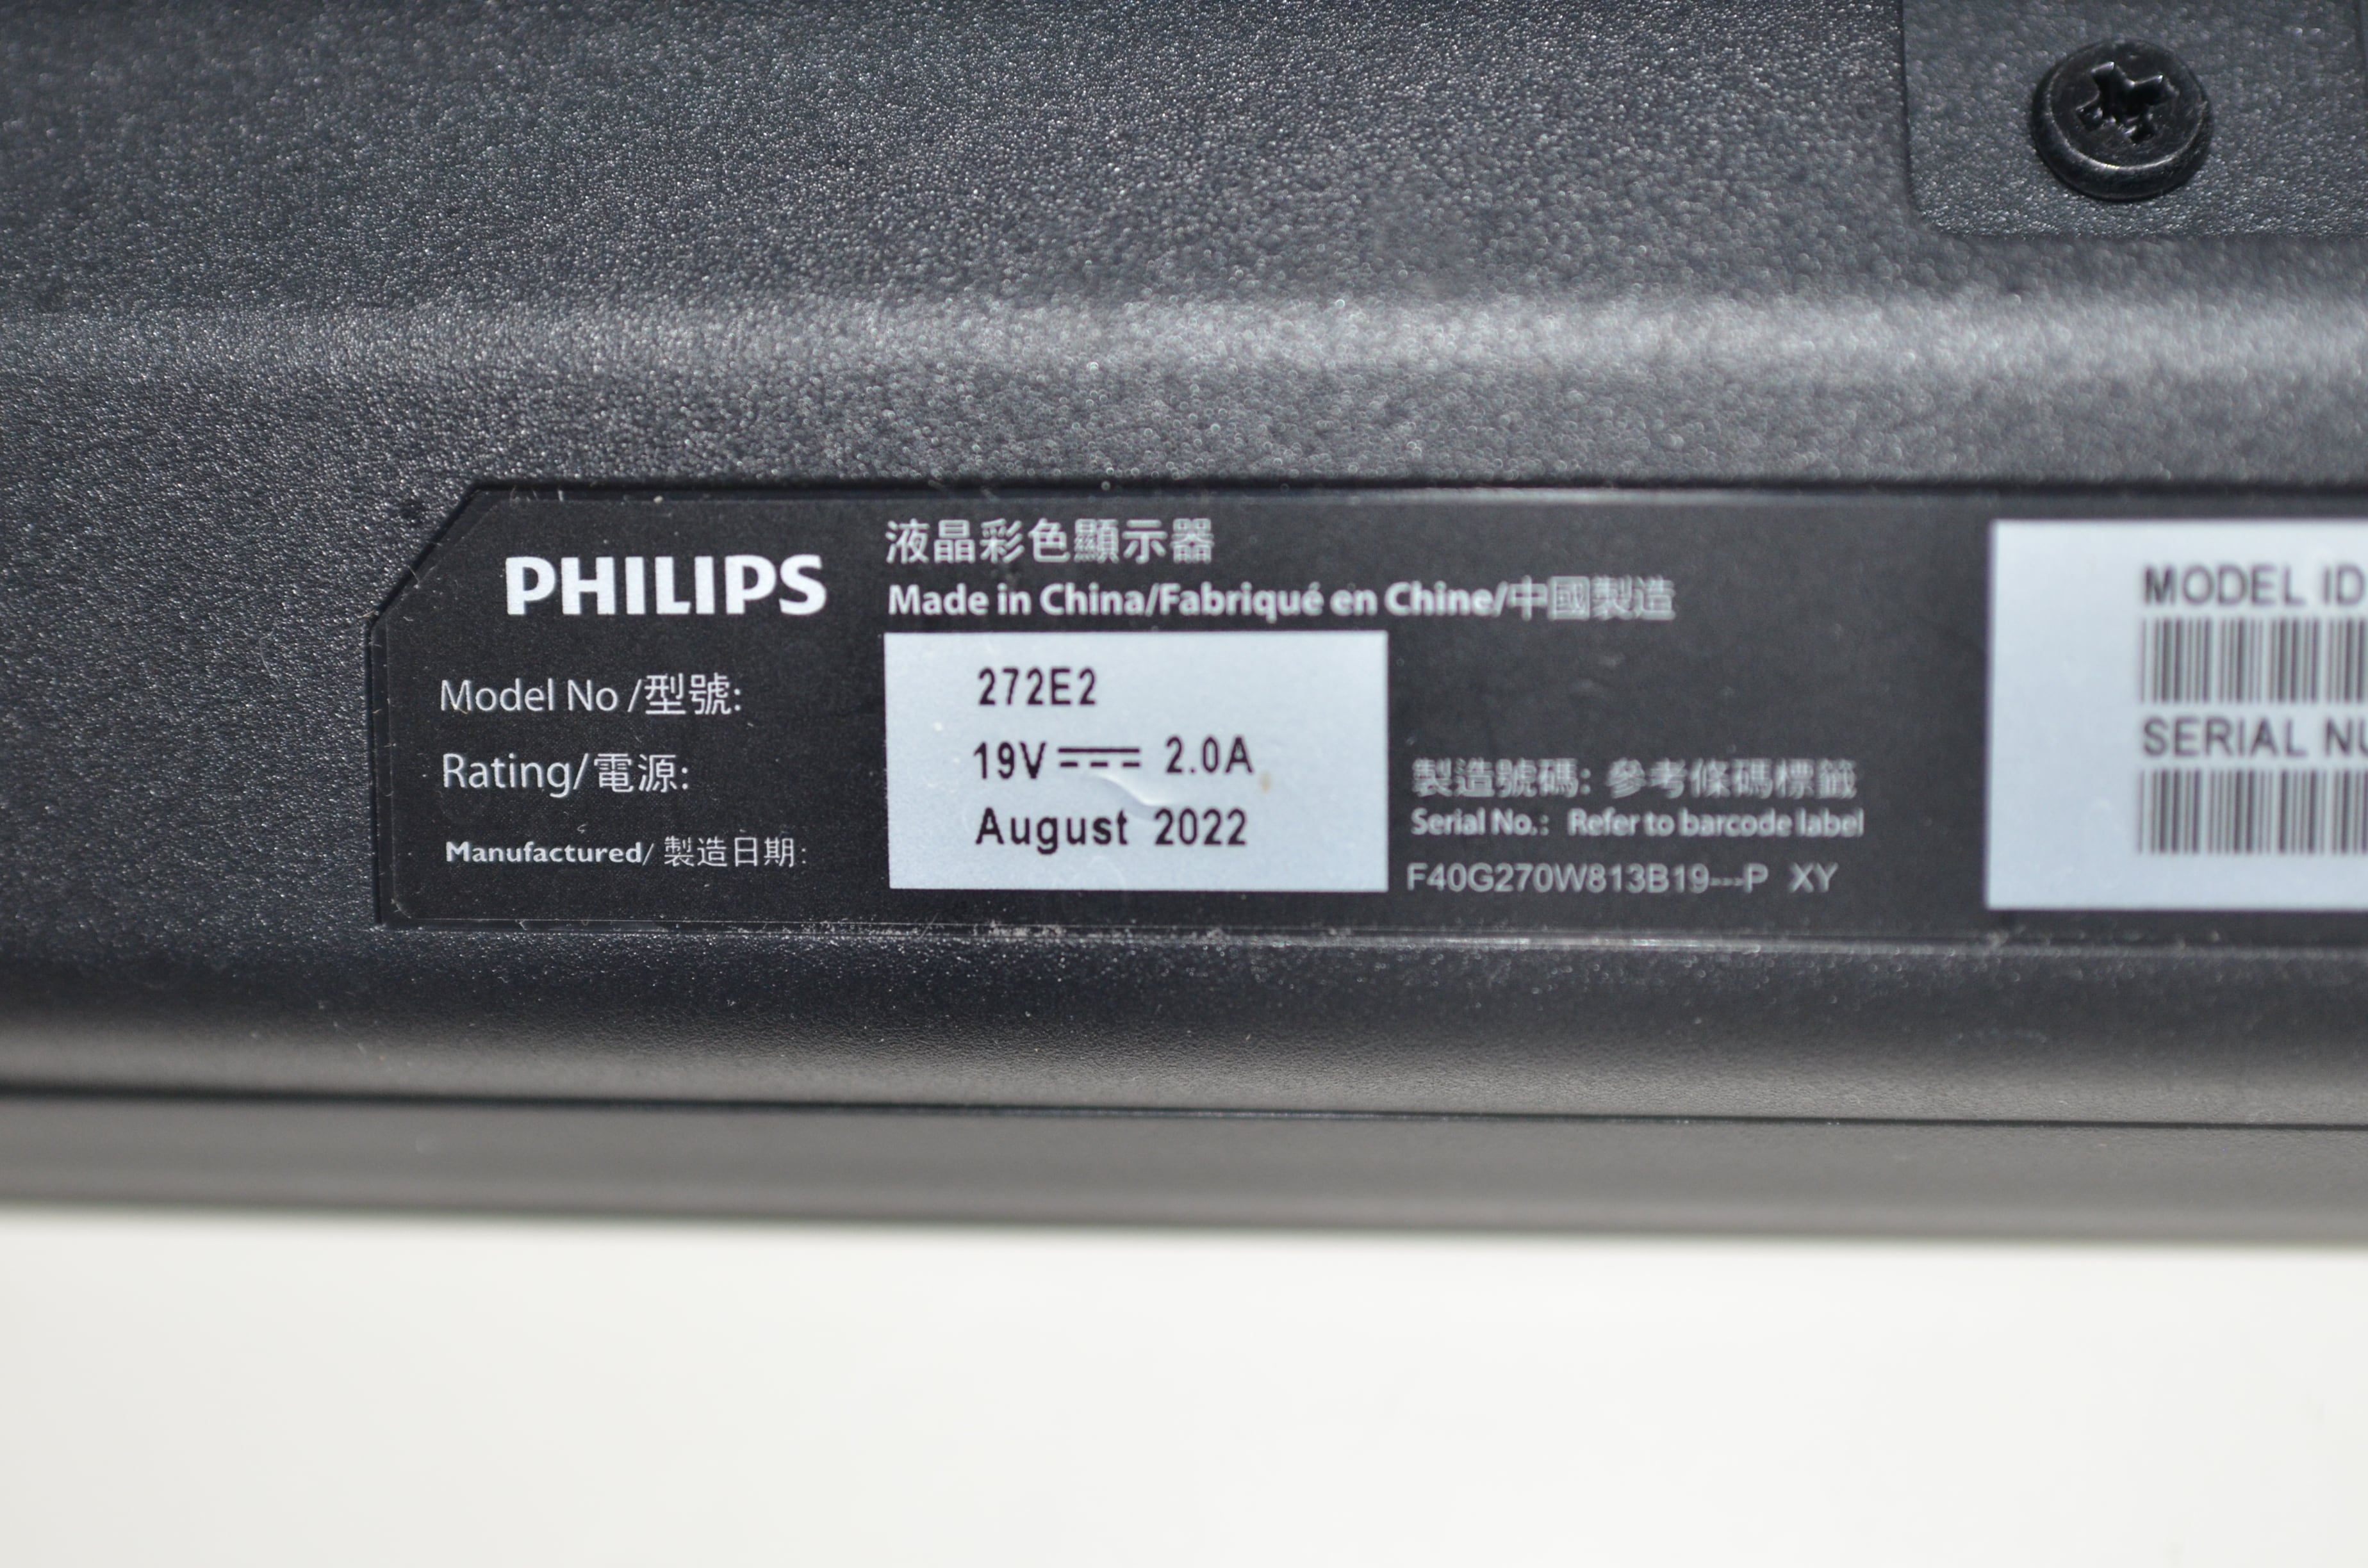 PHILIPS
液晶彩色顯示器
Made in China/Fabriqué en Chine/中國製造
Model No /型號: 272E2
Rating/電源: 19V⎓ 2.0A
Manufactured/ 製造日期: August 2022
製造號碼: 參考條碼標籤
Serial No.: Refer to barcode label
F40G270W813B19---P XY
MODEL ID
SERIAL NU